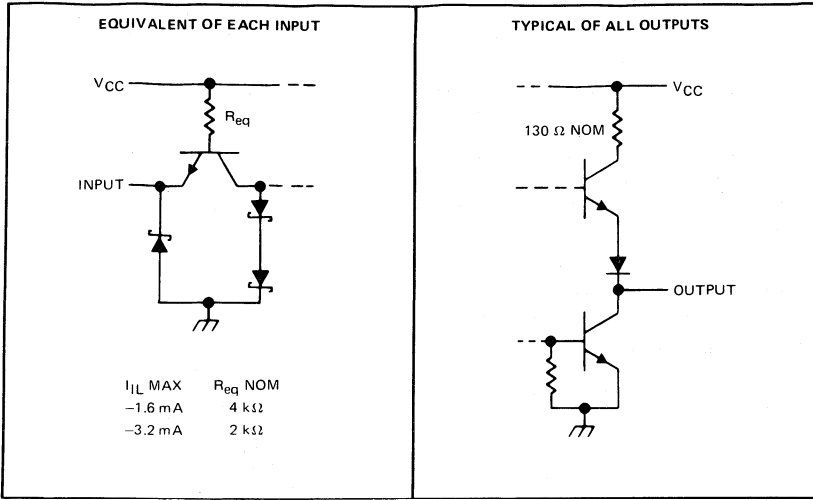 EQUIVALENT OF EACH INPUT
VCC
Req
INPUT
IIL MAX Req NOM
−1.6 mA 4 kΩ
−3.2 mA 2 kΩ
TYPICAL OF ALL OUTPUTS
VCC
130 Ω NOM
OUTPUT